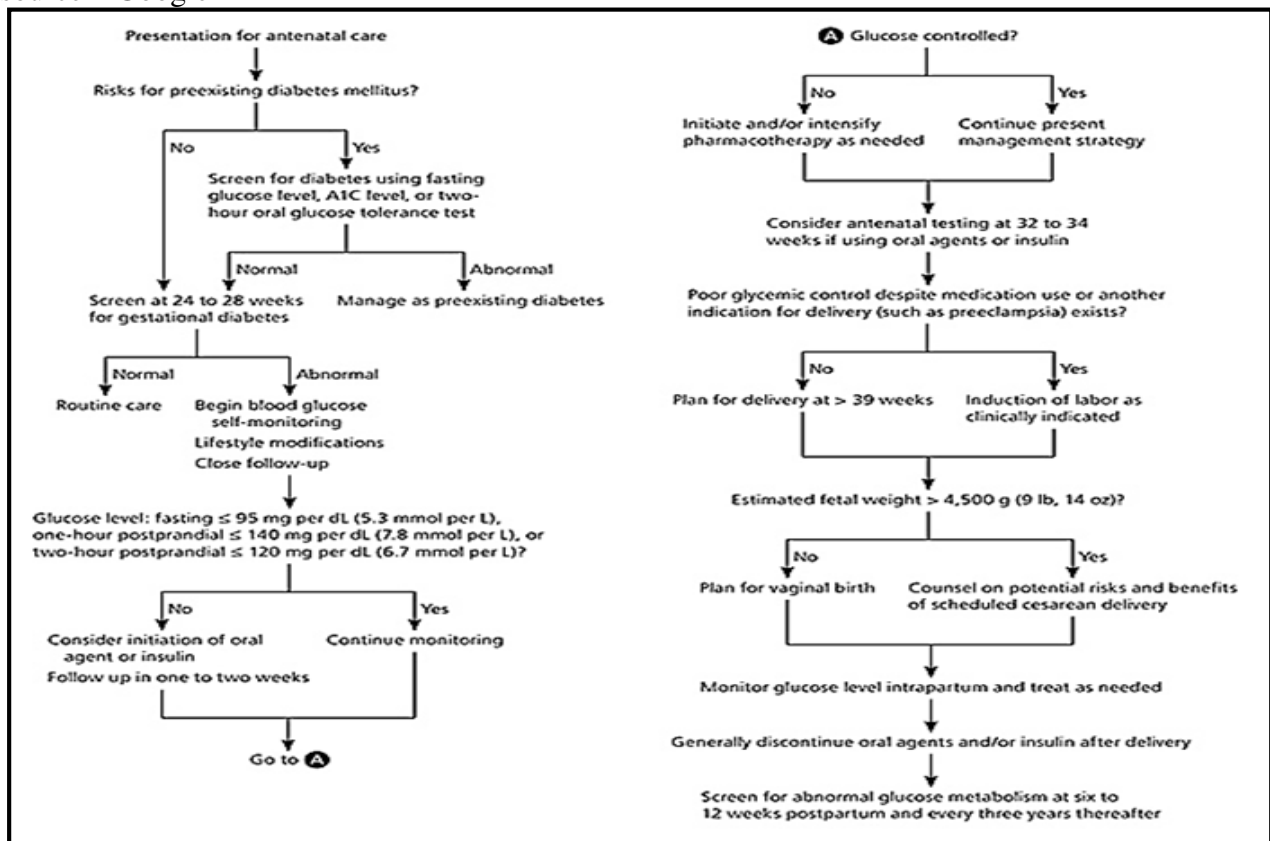 Presentation for antenatal care
Risks for preexisting diabetes mellitus?
No
Yes
Screen for diabetes using fasting
glucose level, A1C level, or two-
hour oral glucose tolerance test
Normal
Abnormal
Screen at 24 to 28 weeks
for gestational diabetes
Manage as preexisting diabetes
Normal
Abnormal
Routine care
Begin blood glucose
self-monitoring
Lifestyle modifications
Close follow-up
Glucose level: fasting ≤ 95 mg per dL (5.3 mmol per L),
one-hour postprandial ≤ 140 mg per dL (7.8 mmol per L), or
two-hour postprandial ≤ 120 mg per dL (6.7 mmol per L)?
No
Yes
Consider initiation of oral
agent or insulin
Follow up in one to two weeks
Continue monitoring
Go to A
A Glucose controlled?
No
Yes
Initiate and/or intensify
pharmacotherapy as needed
Continue present
management strategy
Consider antenatal testing at 32 to 34
weeks if using oral agents or insulin
Poor glycemic control despite medication use or another
indication for delivery (such as preeclampsia) exists?
No
Yes
Plan for delivery at > 39 weeks
Induction of labor as
clinically indicated
Estimated fetal weight > 4,500 g (9 lb, 14 oz)?
No
Yes
Plan for vaginal birth
Counsel on potential risks and benefits
of scheduled cesarean delivery
Monitor glucose level intrapartum and treat as needed
Generally discontinue oral agents and/or insulin after delivery
Screen for abnormal glucose metabolism at six to
12 weeks postpartum and every three years thereafter